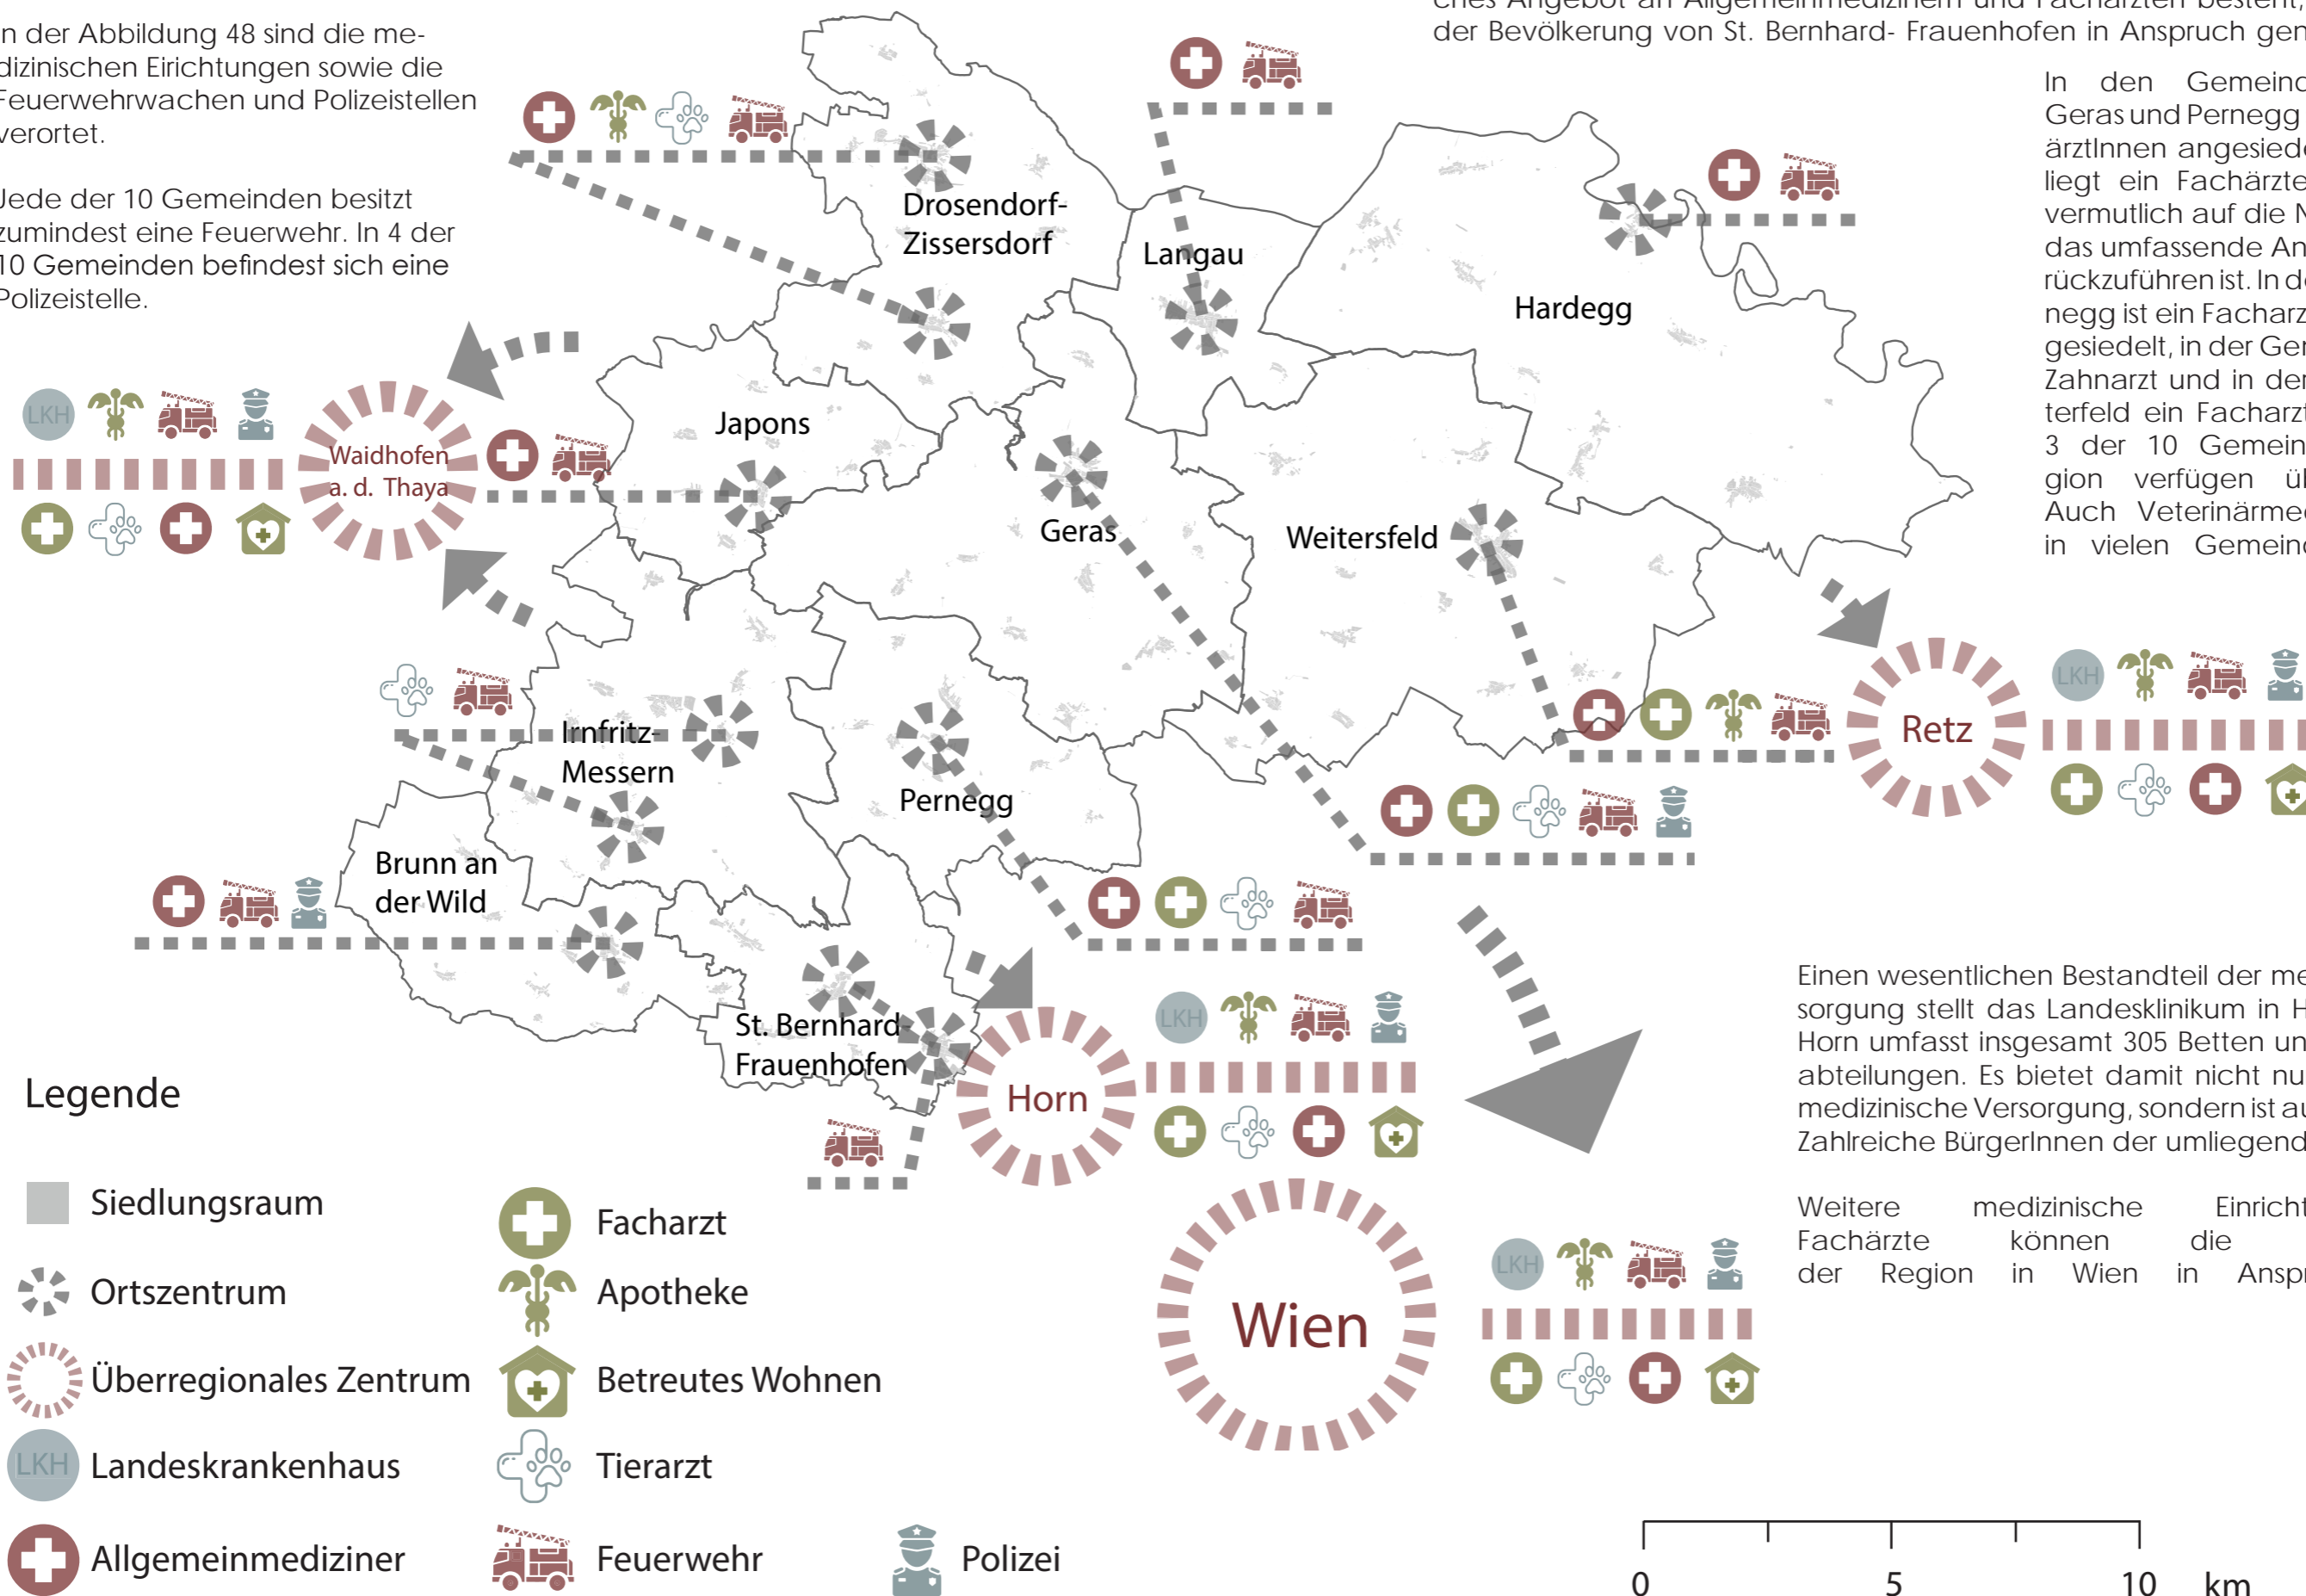 ches Angebot an Allgemeinmedizinern und Fachärzten besteht,
der Bevölkerung von St. Bernhard- Frauenhofen in Anspruch gen
n der Abbildung 48 sind die me-
dizinischen Eirichtungen sowie die
Feuerwehrwachen und Polizeistellen
verortet.
Jede der 10 Gemeinden besitzt
zumindest eine Feuerwehr. In 4 der
10 Gemeinden befindest sich eine
Polizeistelle.
In den Gemeind
Geras und Pernegg
ärztInnen angesiede
liegt ein Fachärzte
vermutlich auf die N
das umfassende An
rückzuführen ist. In de
negg ist ein Facharz
gesiedelt, in der Ger
Zahnarzt und in der
terfeld ein Facharzt
3 der 10 Gemein
gion verfügen üb
Auch Veterinärmed
in vielen Gemeind
Drosendorf-
Zissersdorf
Langau
Hardegg
Japons
LKH
Waidhofen
a. d. Thaya
Geras
Weitersfeld
Irnfritz-
Messern
Pernegg
Retz
LKH
Brunn an
der Wild
St. Bernhard-
Frauenhofen
Horn
LKH
Einen wesentlichen Bestandteil der me
sorgung stellt das Landesklinikum in H
Horn umfasst insgesamt 305 Betten un
abteilungen. Es bietet damit nicht nu
medizinische Versorgung, sondern ist au
Zahlreiche BürgerInnen der umliegend
Weitere medizinische Einricht
Fachärzte können die
der Region in Wien in Anspr
Wien
LKH
Legende
Siedlungsraum
Ortszentrum
Überregionales Zentrum
LKH Landeskrankenhaus
Allgemeinmediziner
Facharzt
Apotheke
Betreutes Wohnen
Tierarzt
Feuerwehr
Polizei
0 5 10 km